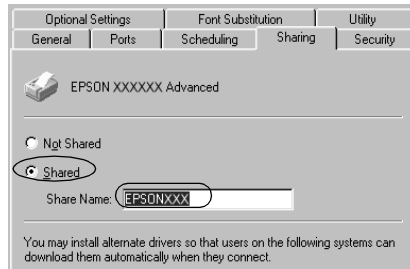 Optional Settings Font Substitution Utility
General Ports Scheduling Sharing Security
EPSON XXXXXX Advanced
Not Shared
Shared
Share Name: EPSONXXX
You may install alternate drivers so that users on the following systems can
download them automatically when they connect.